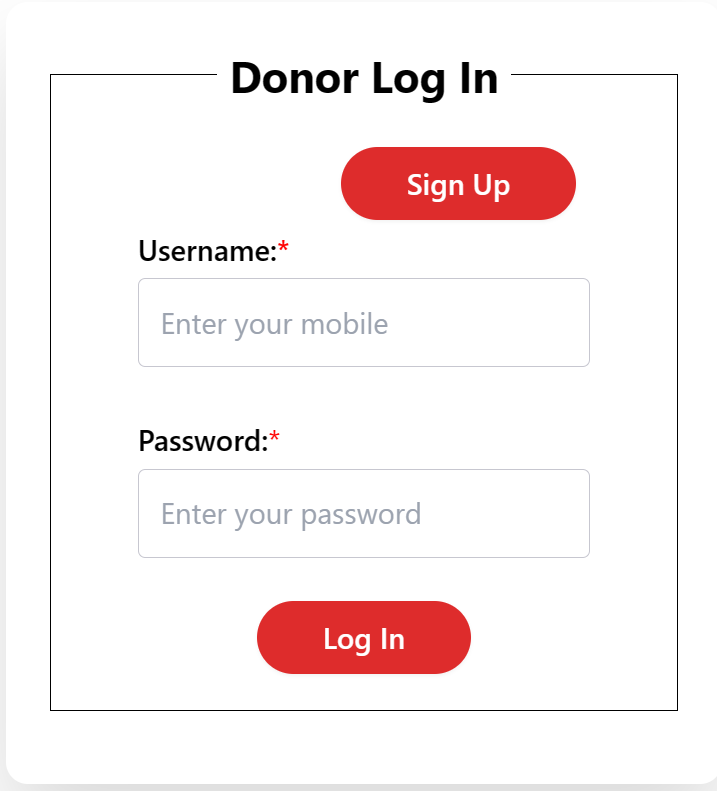 Donor Log In
Sign Up
Username:*
Enter your mobile
Password:*
Enter your password
Log In